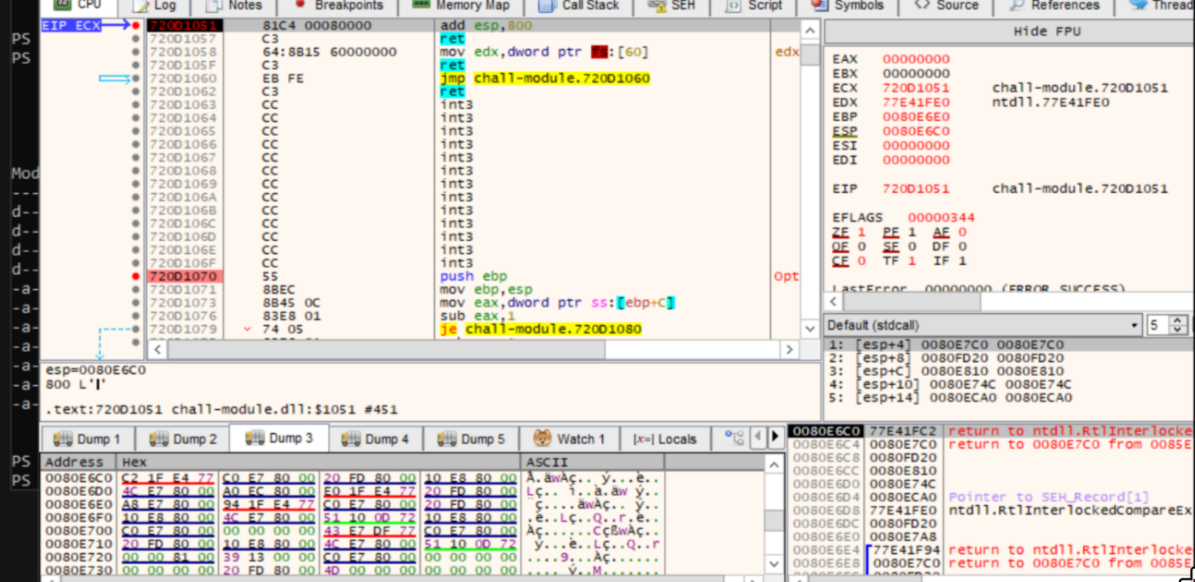 CPU Log Notes Breakpoints Memory Map Call Stack SEH Script Symbols Source References Thread
EIP ECX 720D1051 81C4 00080000 add esp,800
720D1057 C3 ret
720D1058 64:8B15 60000000 mov edx,dword ptr fs:[60] edx
720D105F C3 ret
720D1060 EB FE jmp chall-module.720D1060
720D1062 C3 ret
720D1063 CC int3
720D1064 CC int3
720D1065 CC int3
720D1066 CC int3
720D1067 CC int3
720D1068 CC int3
720D1069 CC int3
720D106A CC int3
720D106B CC int3
720D106C CC int3
720D106D CC int3
720D106E CC int3
720D106F CC int3
720D1070 55 push ebp Opt
720D1071 8BEC mov ebp,esp
720D1073 8B45 0C mov eax,dword ptr ss:[ebp+C]
720D1076 83E8 01 sub eax,1
720D1079 74 05 je chall-module.720D1080
PS
PS
Mod
---
d--
d--
d--
d--
-a-
-a-
-a-
-a-
-a-
-a-
PS
PS
Hide FPU
EAX 00000000
EBX 00000000
ECX 720D1051 chall-module.720D1051
EDX 77E41FE0 ntdll.77E41FE0
EBP 0080E6E0
ESP 0080E6C0
ESI 00000000
EDI 00000000
EIP 720D1051 chall-module.720D1051
EFLAGS 00000344
ZF 1 PF 1 AF 0
OF 0 SF 0 DF 0
CF 0 TF 1 IF 1
LastError 00000000 (ERROR_SUCCESS)
Default (stdcall) 5
1: [esp+4] 0080E7C0 0080E7C0
2: [esp+8] 0080FD20 0080FD20
3: [esp+C] 0080E810 0080E810
4: [esp+10] 0080E74C 0080E74C
5: [esp+14] 0080ECA0 0080ECA0
esp=0080E6C0
.text:720D1051 chall-module.dll:$1051 #451
Dump 1 Dump 2 Dump 3 Dump 4 Dump 5 Watch 1 [x=] Locals
Address Hex ASCII
0080E6C0 C2 1F E4 77 C0 E7 80 00 20 FD 80 00 10 E8 80 00
0080E6D0 4C E7 80 00 A0 EC 80 00 E0 1F E4 77 20 FD 80 00
0080E6E0 A8 E7 80 00 94 1F E4 77 C0 E7 80 00 20 FD 80 00
0080E6F0 10 E8 80 00 4C E7 80 00 51 10 0D 72 10 E8 80 00
0080E700 C0 E7 80 00 00 00 00 00 43 E7 DF 77 C0 E7 80 00
0080E710 20 FD 80 00 10 E8 80 00 4C E7 80 00 51 10 0D 72
0080E720 00 00 81 00 39 13 00 00 C0 E7 80 00 00 00 00 00
0080E730 00 00 00 00 20 FD 80 00 4D 00 00 00 00 00 00 00
0080E6C0 77E41FC2 return to ntdll.RtlInterlocke
0080E6C4 0080E7C0 return to 0080E7C0 from 0085E
0080E6C8 0080FD20
0080E6CC 0080E810
0080E6D0 0080E74C
0080E6D4 0080ECA0 Pointer to SEH_Record[1]
0080E6D8 77E41FE0 ntdll.RtlInterlockedCompareEx
0080E6DC 0080FD20
0080E6E0 0080E7A8
0080E6E4 77E41F94 return to ntdll.RtlInterlocke
0080E6E8 0080E7C0 return to 0080E7C0 from 0085E